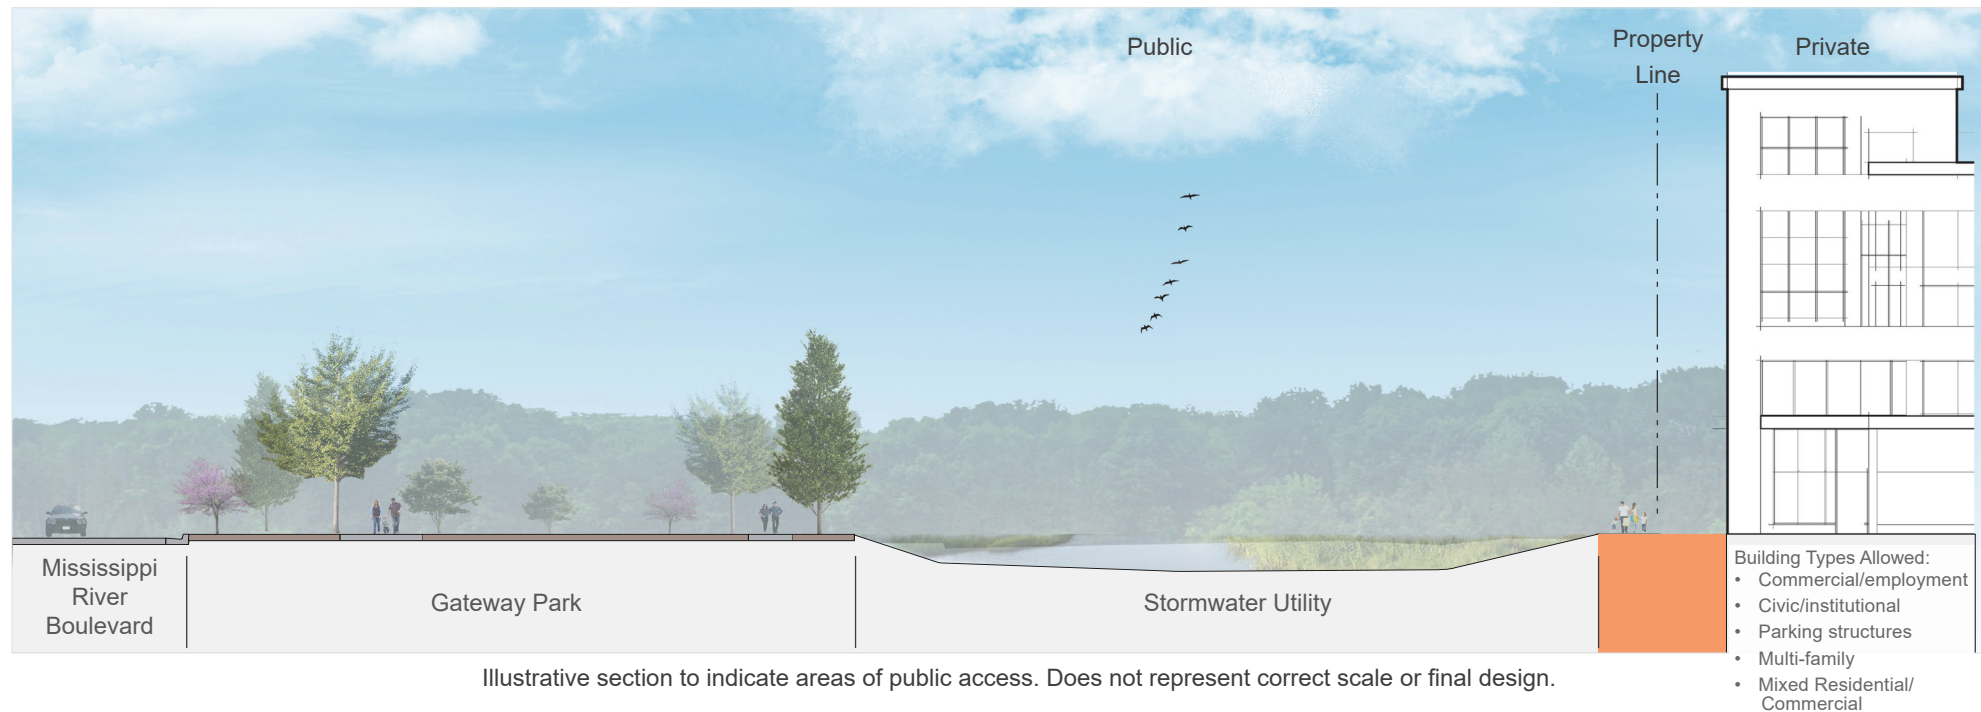 Public
Property
Line
Private
Mississippi
River
Boulevard
Gateway Park
Stormwater Utility
Building Types Allowed:
• Commercial/employment
• Civic/institutional
• Parking structures
• Multi-family
• Mixed Residential/
Commercial
Illustrative section to indicate areas of public access. Does not represent correct scale or final design.